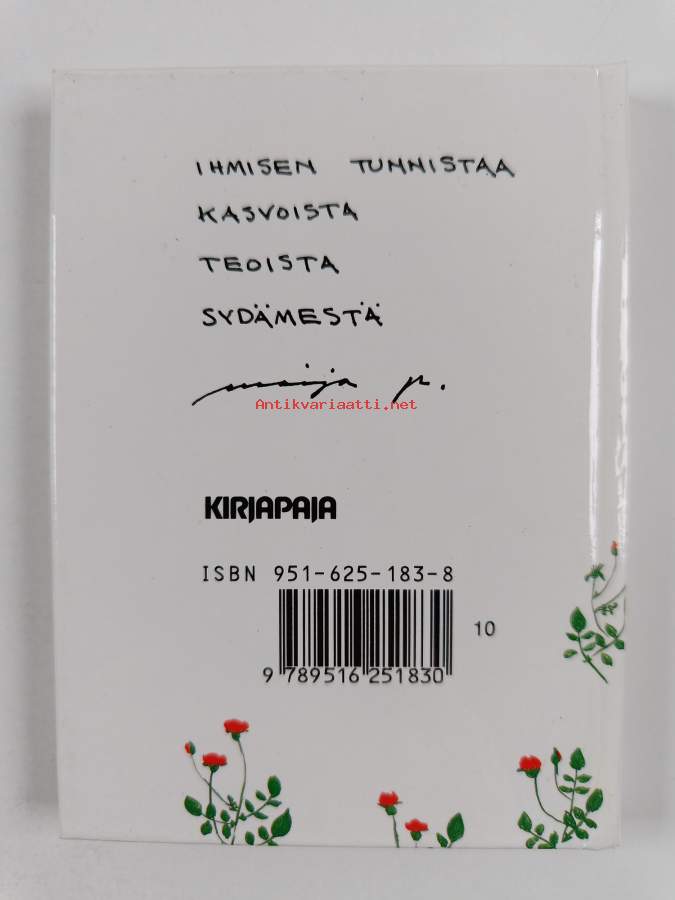 IHMISEN TUNNISTAA
KASVOISTA
TEOISTA
SYDÄMESTÄ
maija p.
Antikvariaatti.net
KIRJAPAJA
ISBN 951-625-183-8
10
9 789516 251830